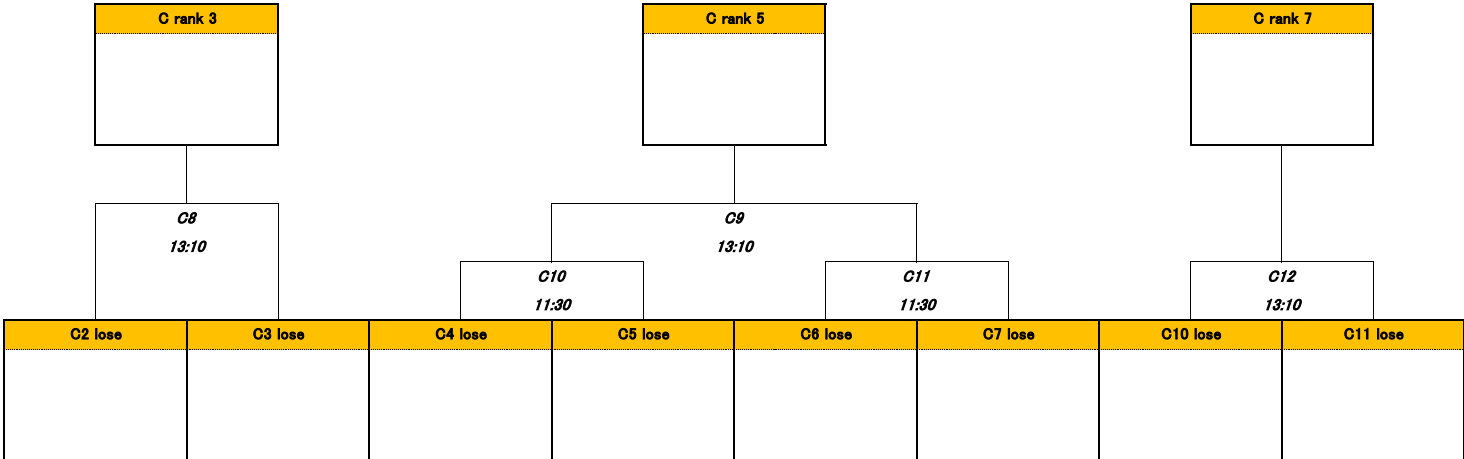 C rank 3
C rank 5
C rank 7
C8
13:10
C9
13:10
C10
11:30
C11
11:30
C12
13:10
C2 lose
C3 lose
C4 lose
C5 lose
C6 lose
C7 lose
C10 lose
C11 lose